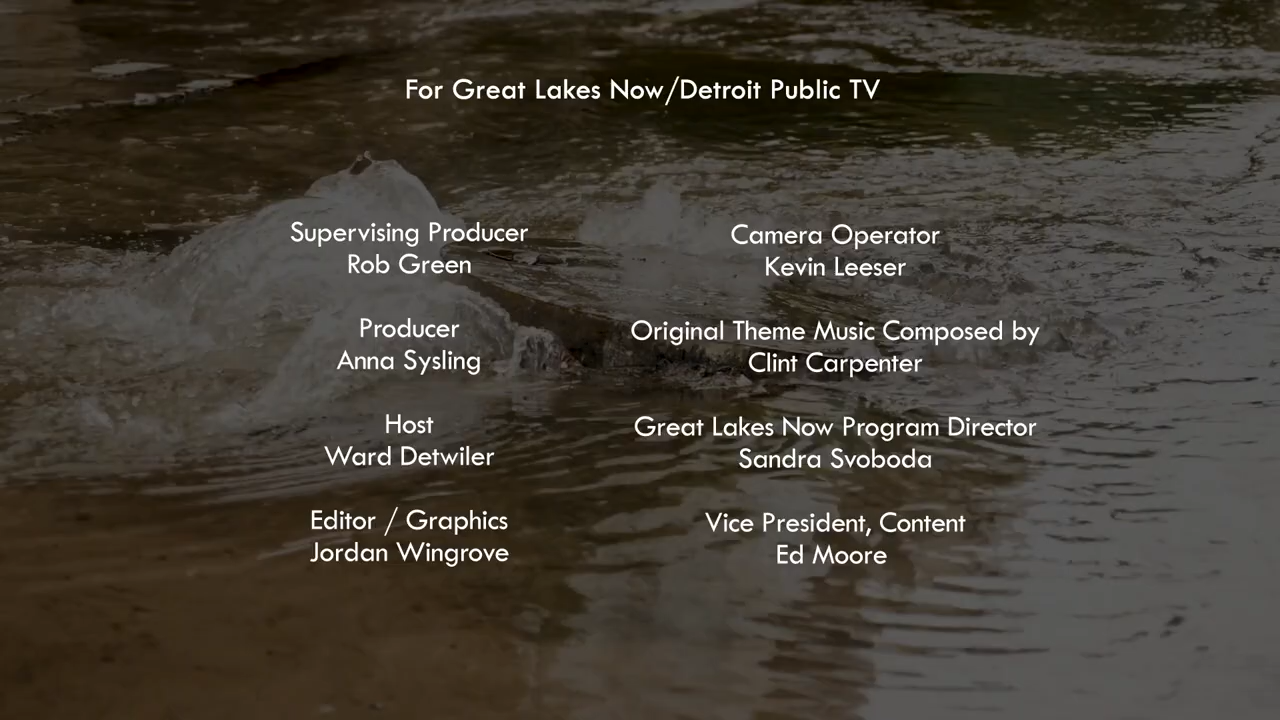 For Great Lakes Now/Detroit Public TV
Supervising Producer
Rob Green
Producer
Anna Sysling
Host
Ward Detwiler
Editor / Graphics
Jordan Wingrove
Camera Operator
Kevin Leeser
Original Theme Music Composed by
Clint Carpenter
Great Lakes Now Program Director
Sandra Svoboda
Vice President, Content
Ed Moore